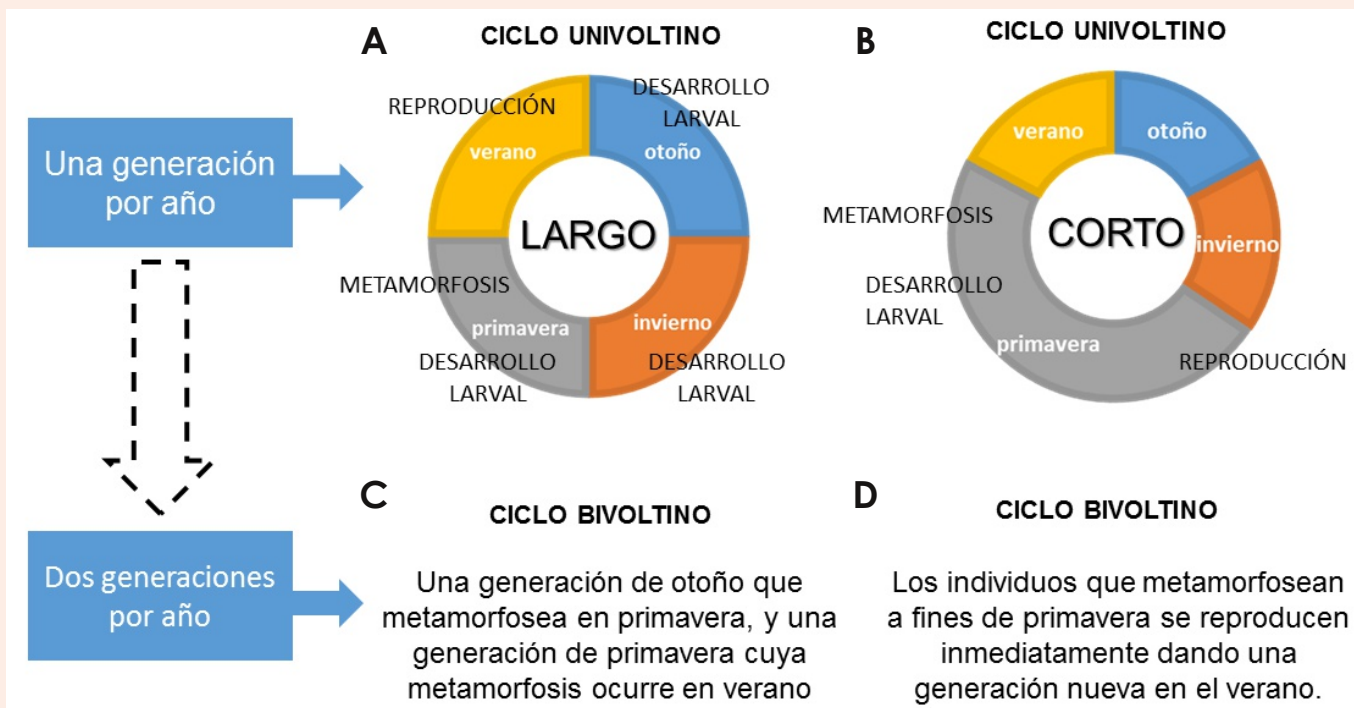 A
CICLO UNIVOLTINO
REPRODUCCIÓN
DESARROLLO
LARVAL
verano
otoño
LARGO
METAMORFOSIS
primavera
invierno
DESARROLLO
LARVAL
DESARROLLO
LARVAL
B
CICLO UNIVOLTINO
verano
otoño
METAMORFOSIS
CORTO
invierno
DESARROLLO
LARVAL
primavera
REPRODUCCIÓN
Una generación
por año
Dos generaciones
por año
C
CICLO BIVOLTINO
Una generación de otoño que
metamorfosea en primavera, y una
generación de primavera cuya
metamorfosis ocurre en verano
D
CICLO BIVOLTINO
Los individuos que metamorfosean
a fines de primavera se reproducen
inmediatamente dando una
generación nueva en el verano.